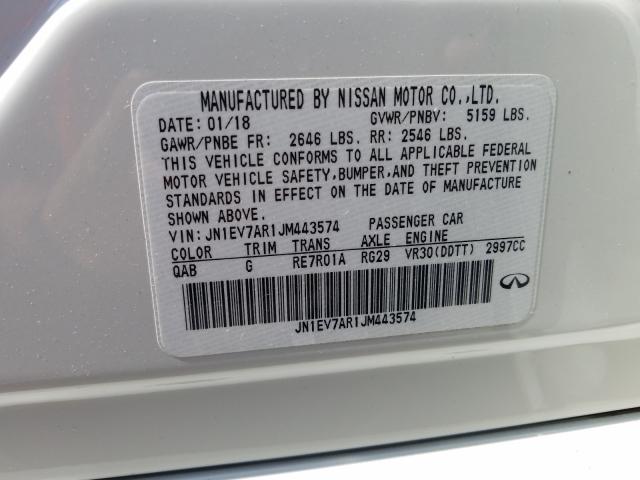 MANUFACTURED BY NISSAN MOTOR CO.,LTD.
DATE: 01/18 GVWR/PNBV: 5159 LBS.
GAWR/PNBE FR: 2646 LBS. RR: 2546 LBS.
THIS VEHICLE CONFORMS TO ALL APPLICABLE FEDERAL
MOTOR VEHICLE SAFETY,BUMPER,AND THEFT PREVENTION
STANDARDS IN EFFECT ON THE DATE OF MANUFACTURE
SHOWN ABOVE.
VIN: JN1EV7AR1JM443574 PASSENGER CAR
COLOR TRIM TRANS AXLE ENGINE
QAB G RE7R01A RG29 VR30(DDTT) 2997CC
JN1EV7AR1JM443574